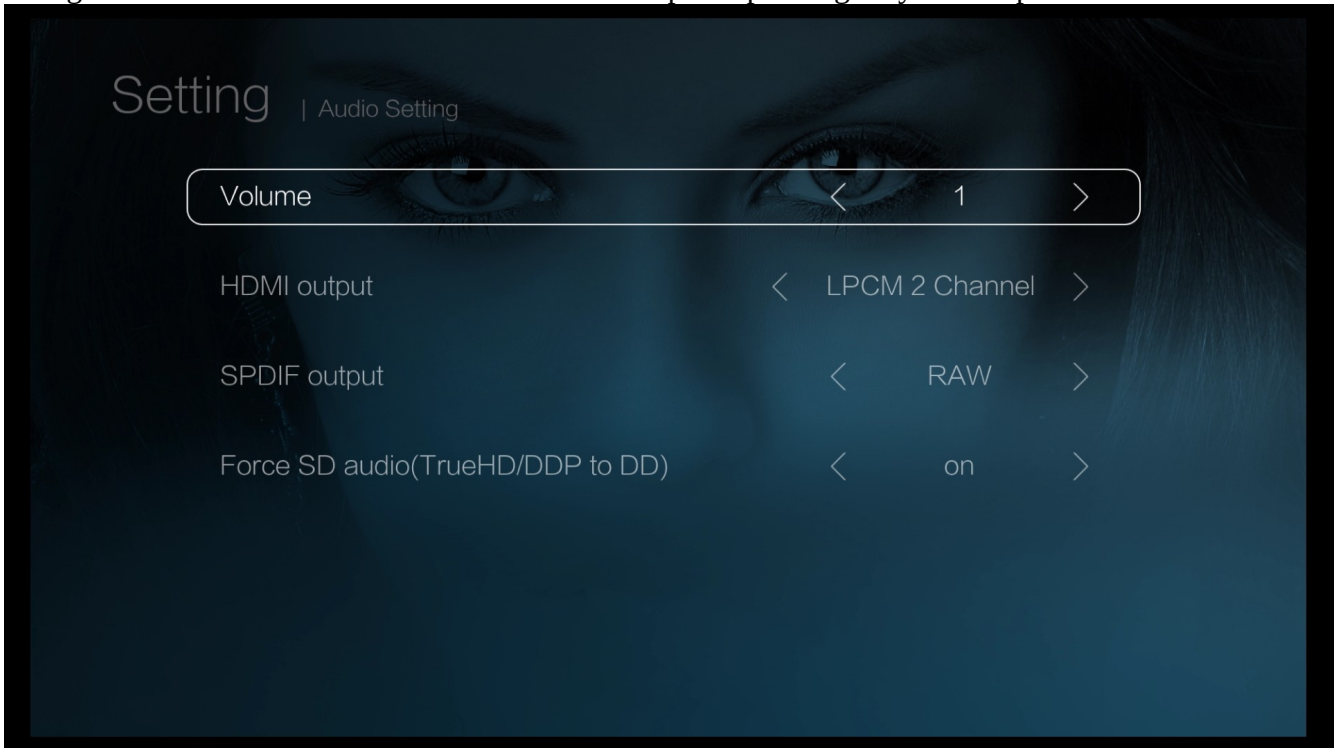 Setting | Audio Setting
Volume < 1 >
HDMI output < LPCM 2 Channel >
SPDIF output < RAW >
Force SD audio(TrueHD/DDP to DD) < on >